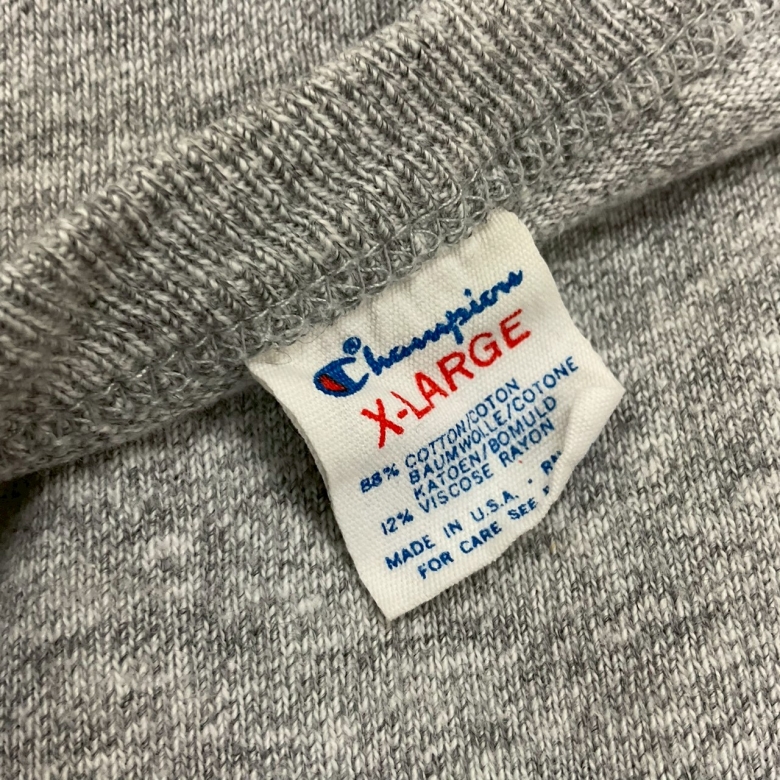 Champion®
X-LARGE
88% COTTON/COTON
BAUMWOLLE/COTONE
KATOEN/BOMULD
12% VISCOSE RAYON
MADE IN U.S.A. ·
FOR CARE SEE